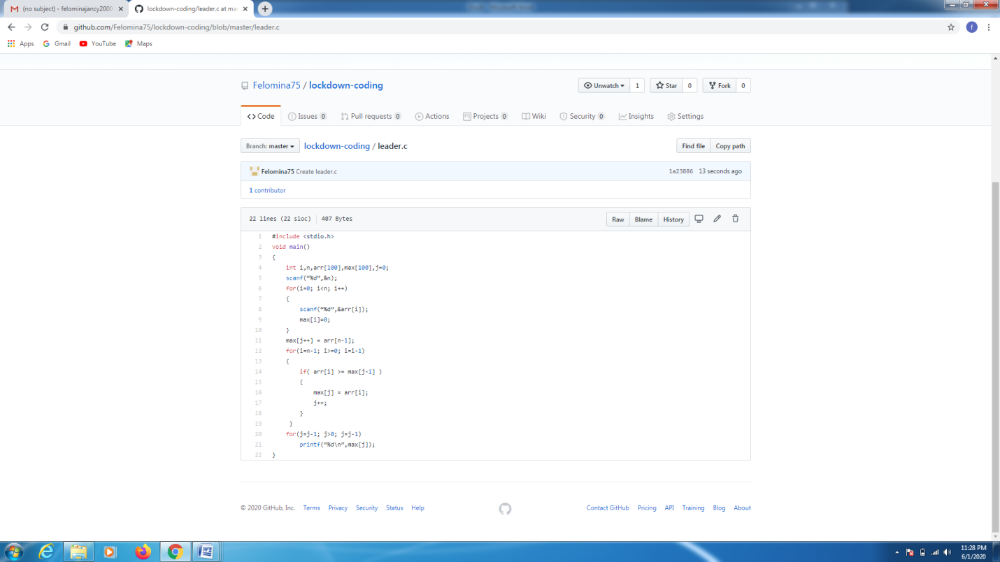 (no subject) - felominajancy2000
lockdown-coding/leader.c at mas
github.com/Felomina75/lockdown-coding/blob/master/leader.c
f
Apps Gmail YouTube Maps
Felomina75 / lockdown-coding
Unwatch 1 Star 0 Fork 0
Code Issues 0 Pull requests 0 Actions Projects 0 Wiki Security 0 Insights Settings
Branch: master lockdown-coding / leader.c Find file Copy path
Felomina75 Create leader.c 1a23886 13 seconds ago
1 contributor
22 lines (22 sloc) 407 Bytes Raw Blame History
1 #include <stdio.h>
2 void main()
3 {
4 int i,n,arr[100],max[100],j=0;
5 scanf(“%d”,&n);
6 for(i=0; i<n; i++)
7 {
8 scanf(“%d”,&arr[i]);
9 max[i]=0;
10 }
11 max[j++] = arr[n-1];
12 for(i=n-1; i>=0; i=i-1)
13 {
14 if( arr[i] >= max[j-1] )
15 {
16 max[j] = arr[i];
17 j++;
18 }
19 }
20 for(j=j-1; j>0; j=j-1)
21 printf(“%d\n”,max[j]);
22 }
© 2020 GitHub, Inc. Terms Privacy Security Status Help Contact GitHub Pricing API Training Blog About
11:28 PM
6/1/2020